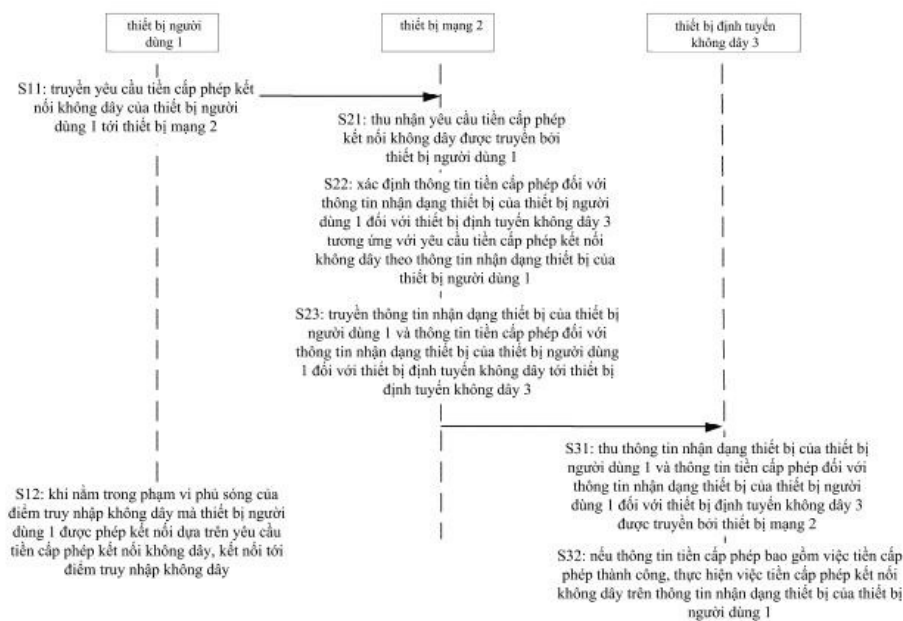 thiết bị người
dùng 1
thiết bị mạng 2
thiết bị định tuyến
không dây 3
S11: truyền yêu cầu tiền cấp phép kết
nối không dây của thiết bị người
dùng 1 tới thiết bị mạng 2
S21: thu nhận yêu cầu tiền cấp phép
kết nối không dây được truyền bởi
thiết bị người dùng 1
S22: xác định thông tin tiền cấp phép đối với
thông tin nhận dạng thiết bị của thiết bị người
dùng 1 đối với thiết bị định tuyến không dây 3
tương ứng với yêu cầu tiền cấp phép kết nối
không dây theo thông tin nhận dạng thiết bị của
thiết bị người dùng 1
S23: truyền thông tin nhận dạng thiết bị của thiết bị
người dùng 1 và thông tin tiền cấp phép đối với
thông tin nhận dạng thiết bị của thiết bị người dùng
1 đối với thiết bị định tuyến không dây tới thiết bị
định tuyến không dây 3
S31: thu thông tin nhận dạng thiết bị của thiết bị
người dùng 1 và thông tin tiền cấp phép đối với
thông tin nhận dạng thiết bị của thiết bị người
dùng 1 đối với thiết bị định tuyến không dây 3
được truyền bởi thiết bị mạng 2
S12: khi nằm trong phạm vi phủ sóng của
điểm truy nhập không dây mà thiết bị người
dùng 1 được phép kết nối dựa trên yêu cầu
tiền cấp phép kết nối không dây, kết nối tới
điểm truy nhập không dây
S32: nếu thông tin tiền cấp phép bao gồm việc tiền cấp
phép thành công, thực hiện việc tiền cấp phép kết nối
không dây trên thông tin nhận dạng thiết bị của thiết bị
người dùng 1